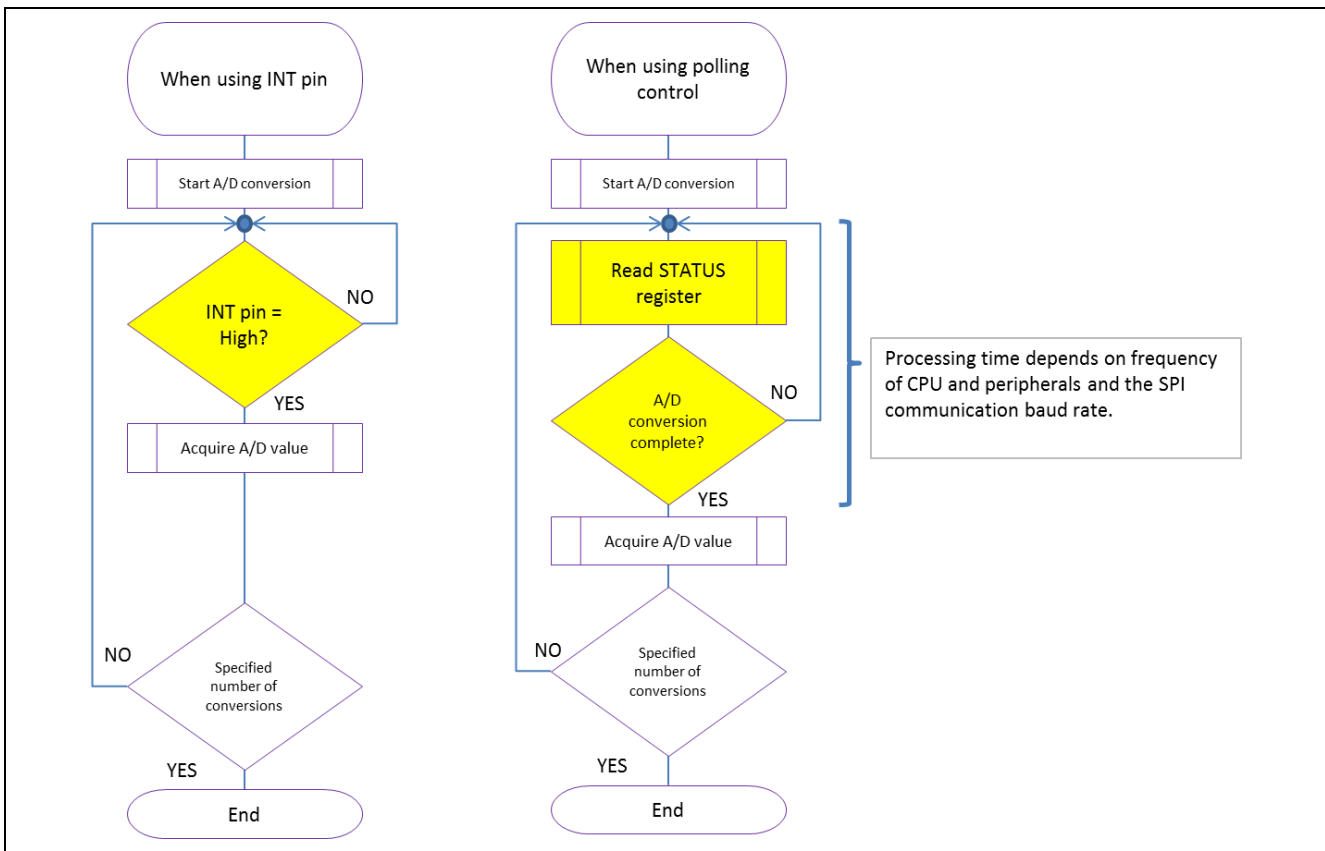 When using INT pin
Start A/D conversion
INT pin =
High?
NO
YES
Acquire A/D value
NO
Specified
number of
conversions
YES
End
When using polling
control
Start A/D conversion
Read STATUS
register
A/D
conversion
complete?
NO
YES
Acquire A/D value
NO
Specified
number of
conversions
YES
End
Processing time depends on frequency
of CPU and peripherals and the SPI
communication baud rate.